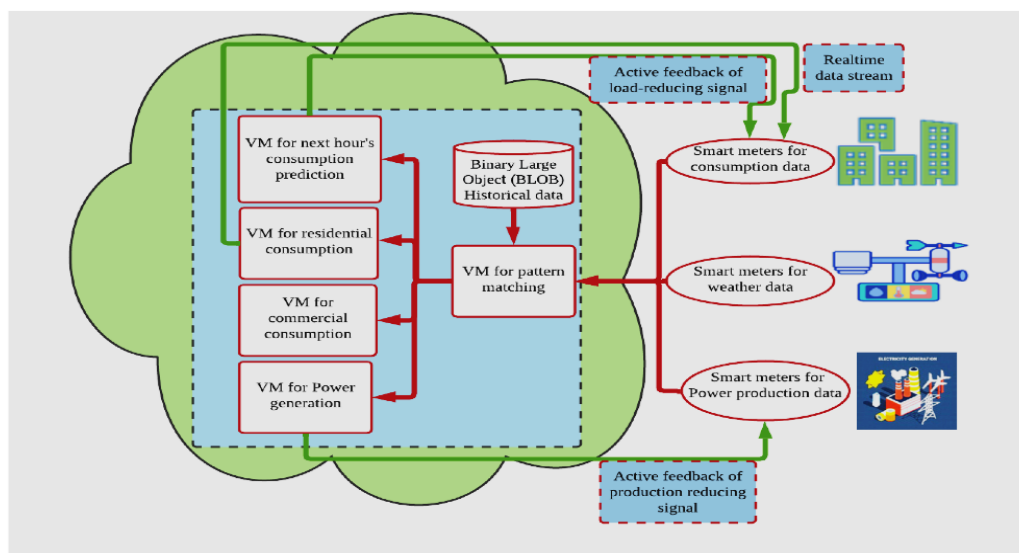 Active feedback of
load-reducing signal
Realtime
data stream
VM for next hour's
consumption
prediction
Binary Large
Object (BLOB)
Historical data
Smart meters for
consumption data
VM for residential
consumption
VM for pattern
matching
Smart meters for
weather data
VM for
commercial
consumption
VM for Power
generation
Smart meters for
Power production data
ELECTRICITY GENERATION
Active feedback of
production reducing
signal